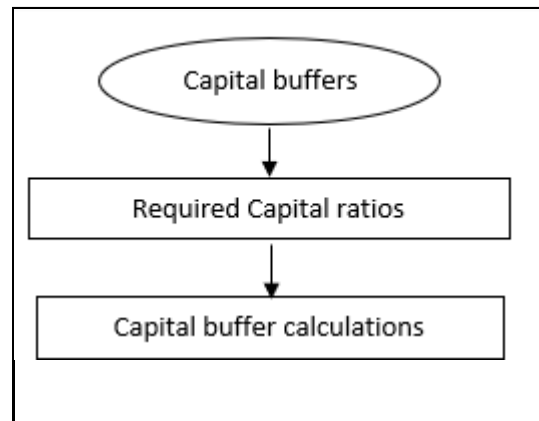 Capital buffers
Required Capital ratios
Capital buffer calculations